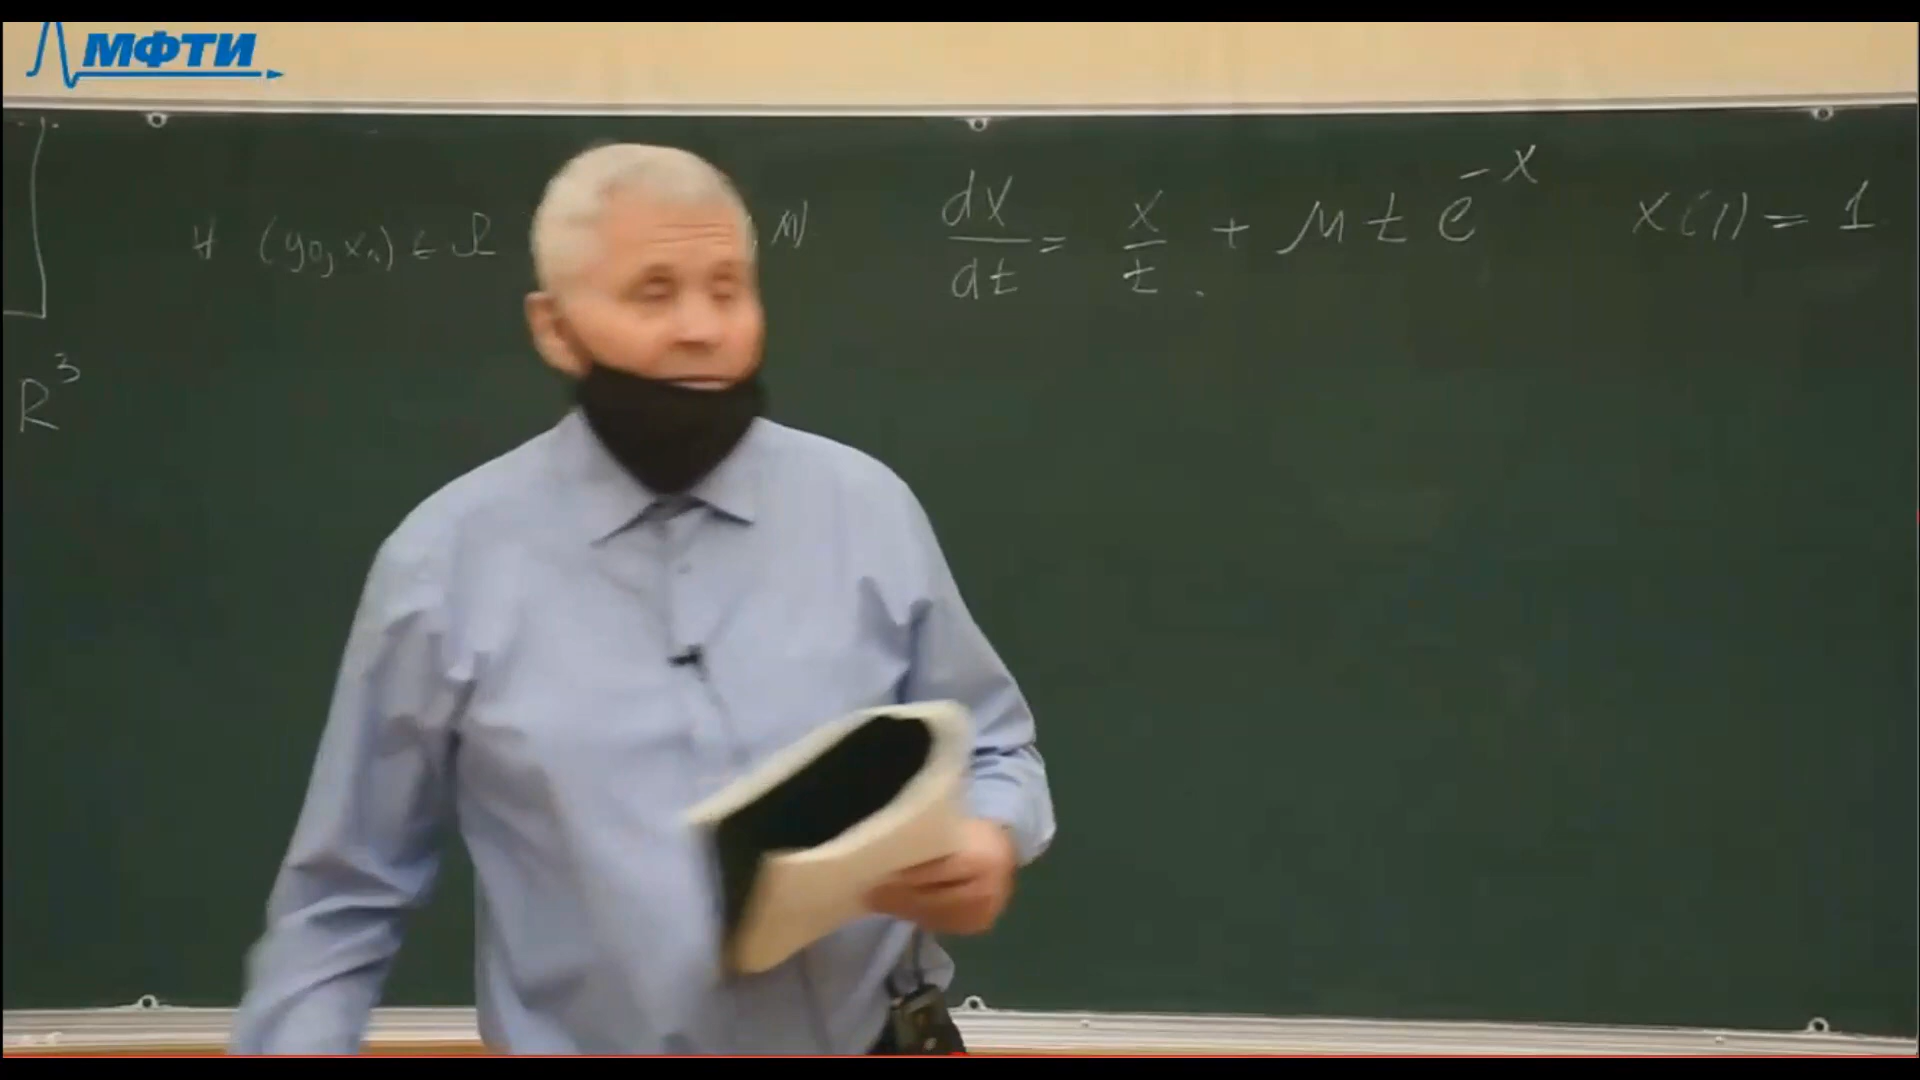 МФТИ
∀ (y₀, x₀) ∈ Ω
dx/dt = x/t + μ t e^{-x}   x(1) = 1
R³